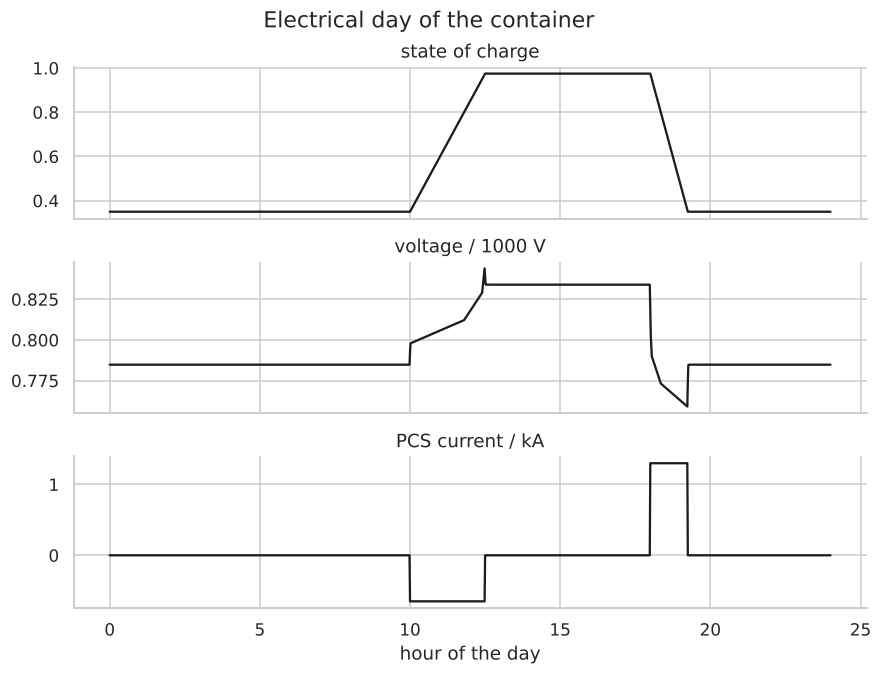 Electrical day of the container
state of charge
1.0
0.8
0.6
0.4
voltage / 1000 V
0.825
0.800
0.775
PCS current / kA
1
0
0 5 10 15 20 25
hour of the day